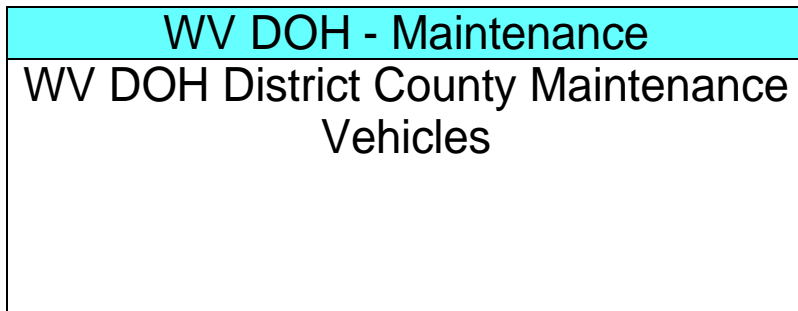 WV DOH - Maintenance
WV DOH District County Maintenance
Vehicles